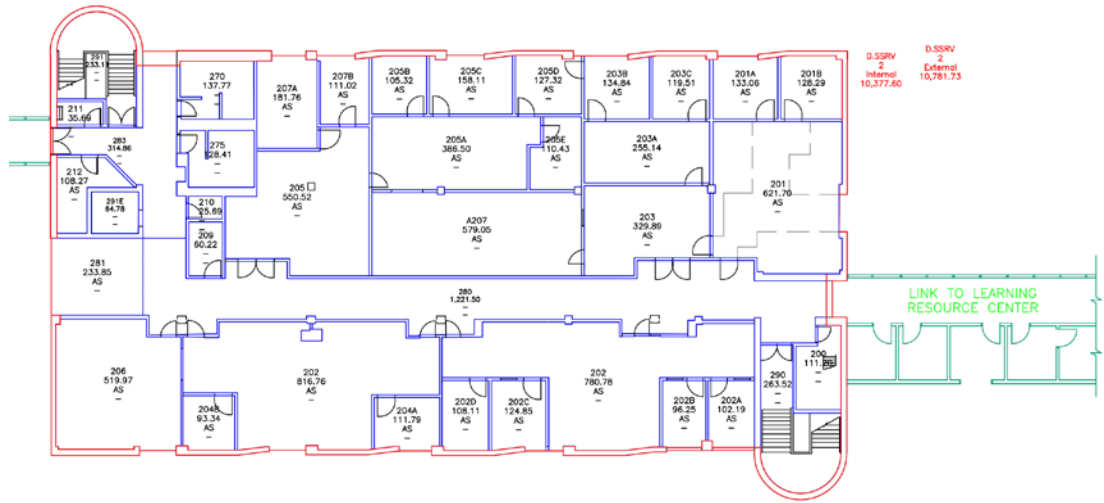 D.SSRV
2
Internal
10,377.60
D.SSRV
2
External
10,781.73
291
233.11
270
137.77
207A
181.76
AS
207B
111.02
AS
205B
105.32
AS
205C
158.11
AS
205D
127.32
AS
203B
134.84
AS
203C
119.51
AS
201A
133.06
AS
201B
128.29
AS
211
35.69
283
314.86
275
128.41
205A
386.50
AS
205E
110.43
AS
203A
255.14
AS
212
108.27
AS
291E
64.78
210
25.69
205
550.52
AS
A207
579.05
AS
203
329.89
AS
201
621.70
AS
209
60.22
281
233.85
AS
280
1,221.50
LINK TO LEARNING
RESOURCE CENTER
206
519.97
AS
202
816.76
AS
202
780.78
AS
290
263.52
200
204B
93.34
AS
204A
111.79
AS
202D
108.11
AS
202C
124.85
AS
202B
96.25
AS
202A
102.19
AS